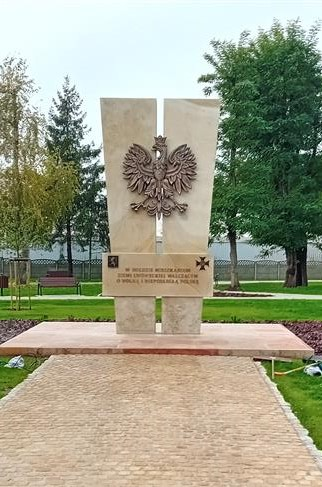 W HOŁDZIE MIESZKAŃCOM
ZIEMI
WALCZĄCYM
O WOLNĄ I NIEPODLEGŁĄ POLSKĘ